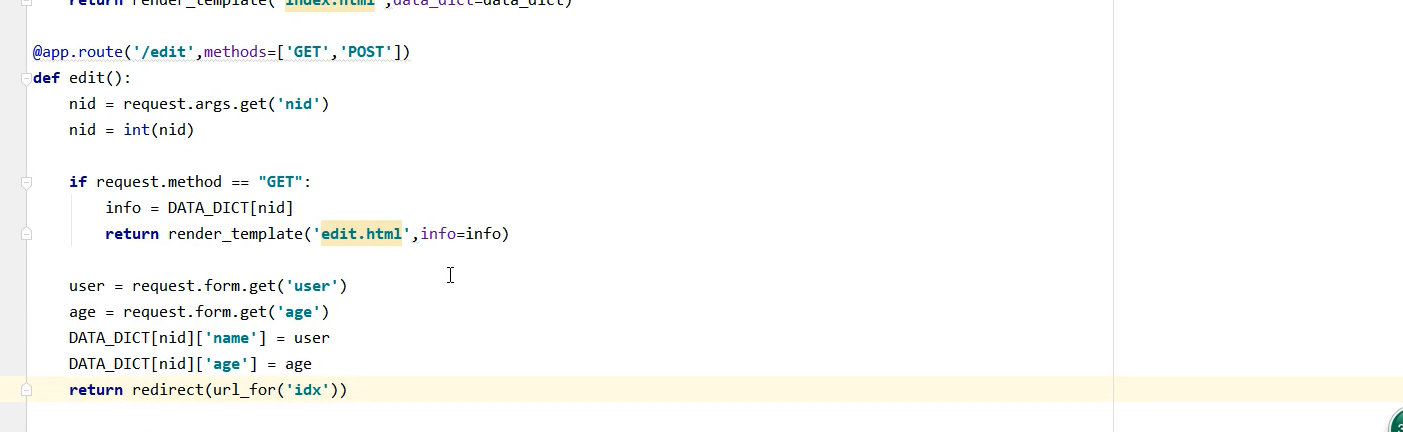 return render_template('index.html',data_dict=data_dict)
@app.route('/edit',methods=['GET','POST'])
def edit():
    nid = request.args.get('nid')
    nid = int(nid)
    if request.method == "GET":
        info = DATA_DICT[nid]
        return render_template('edit.html',info=info)
    user = request.form.get('user')
    age = request.form.get('age')
    DATA_DICT[nid]['name'] = user
    DATA_DICT[nid]['age'] = age
    return redirect(url_for('idx'))